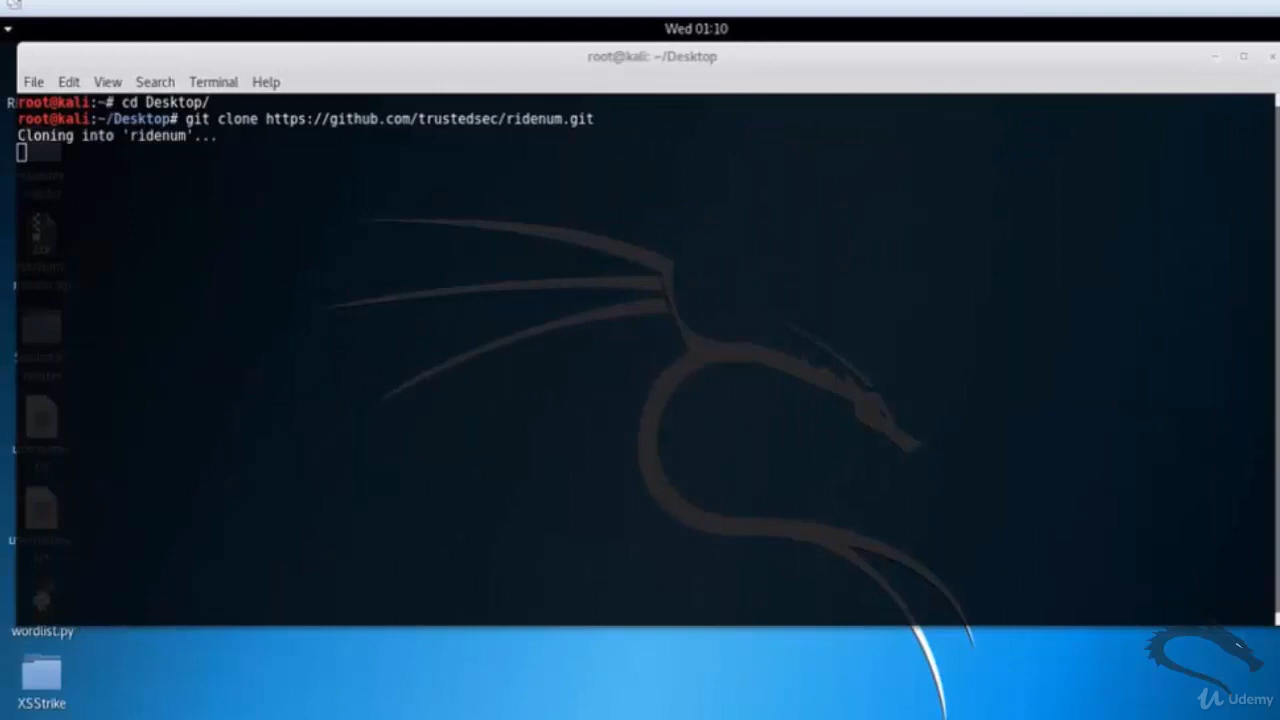 Wed 01:10
root@kali: ~/Desktop
File Edit View Search Terminal Help
root@kali:~# cd Desktop/
root@kali:~/Desktop# git clone https://github.com/trustedsec/ridenum.git
Cloning into 'ridenum'...
wordlist.py
XSStrike
Udemy